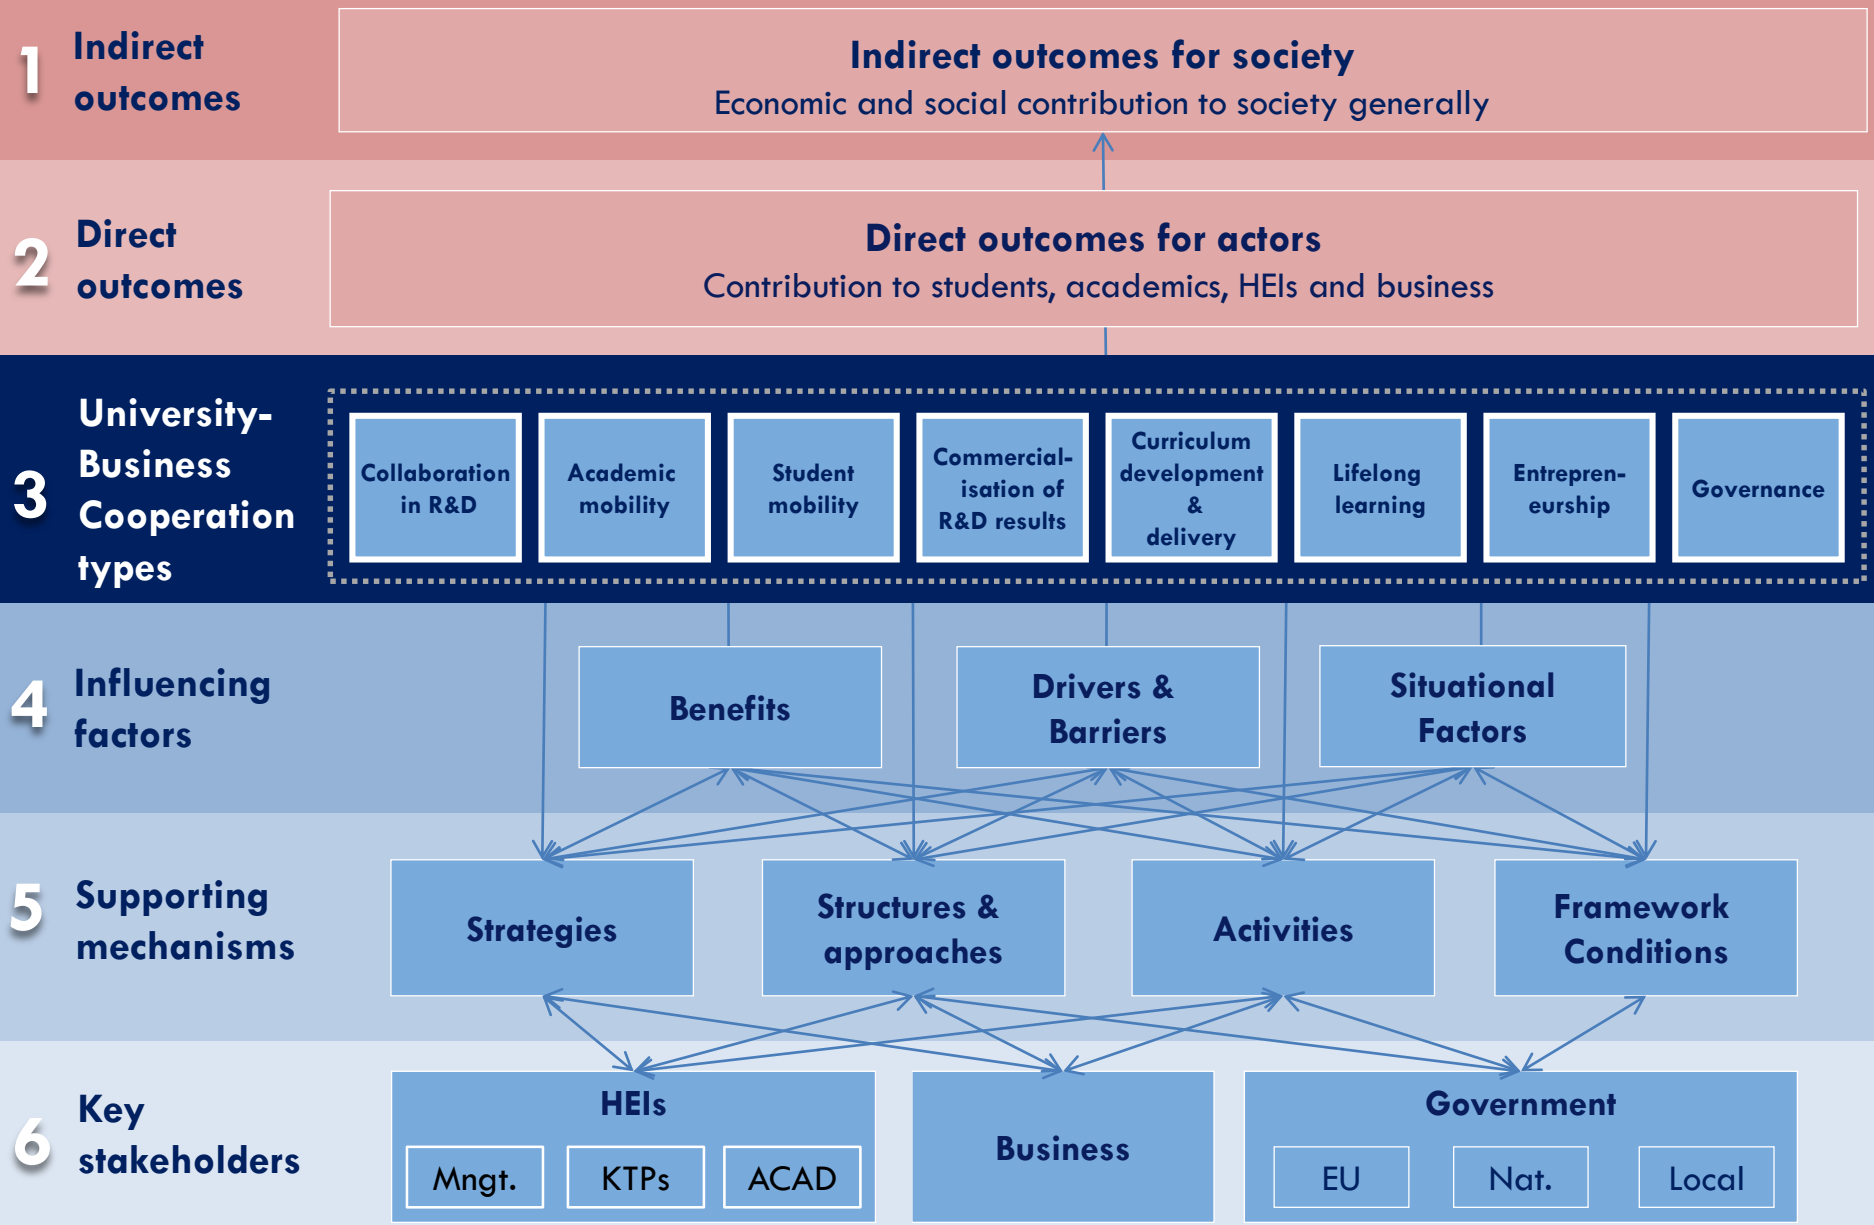 1
Indirect
outcomes
Indirect outcomes for society
Economic and social contribution to society generally
2
Direct
outcomes
Direct outcomes for actors
Contribution to students, academics, HEIs and business
3
University-
Business
Cooperation
types
Collaboration
in R&D
Academic
mobility
Student
mobility
Commercial-
isation of
R&D results
Curriculum
development
&
delivery
Lifelong
learning
Entrepren-
eurship
Governance
4
Influencing
factors
Benefits
Drivers &
Barriers
Situational
Factors
5
Supporting
mechanisms
Strategies
Structures &
approaches
Activities
Framework
Conditions
6
Key
stakeholders
HEIs
Mngt.
KTPs
ACAD
Business
Government
EU
Nat.
Local